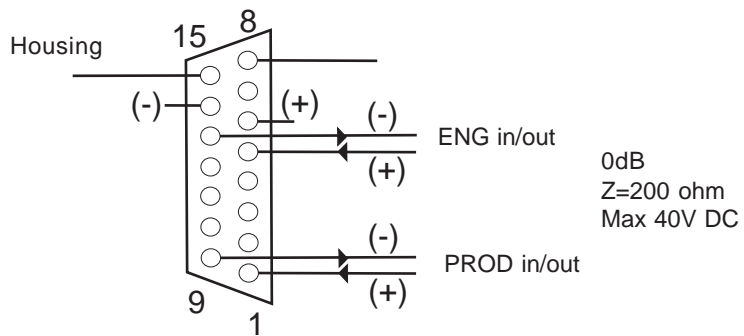 15 8
Housing
(-) (+)
(-)
ENG in/out
(+)
0dB
Z=200 ohm
Max 40V DC
(-)
PROD in/out
(+)
9
1